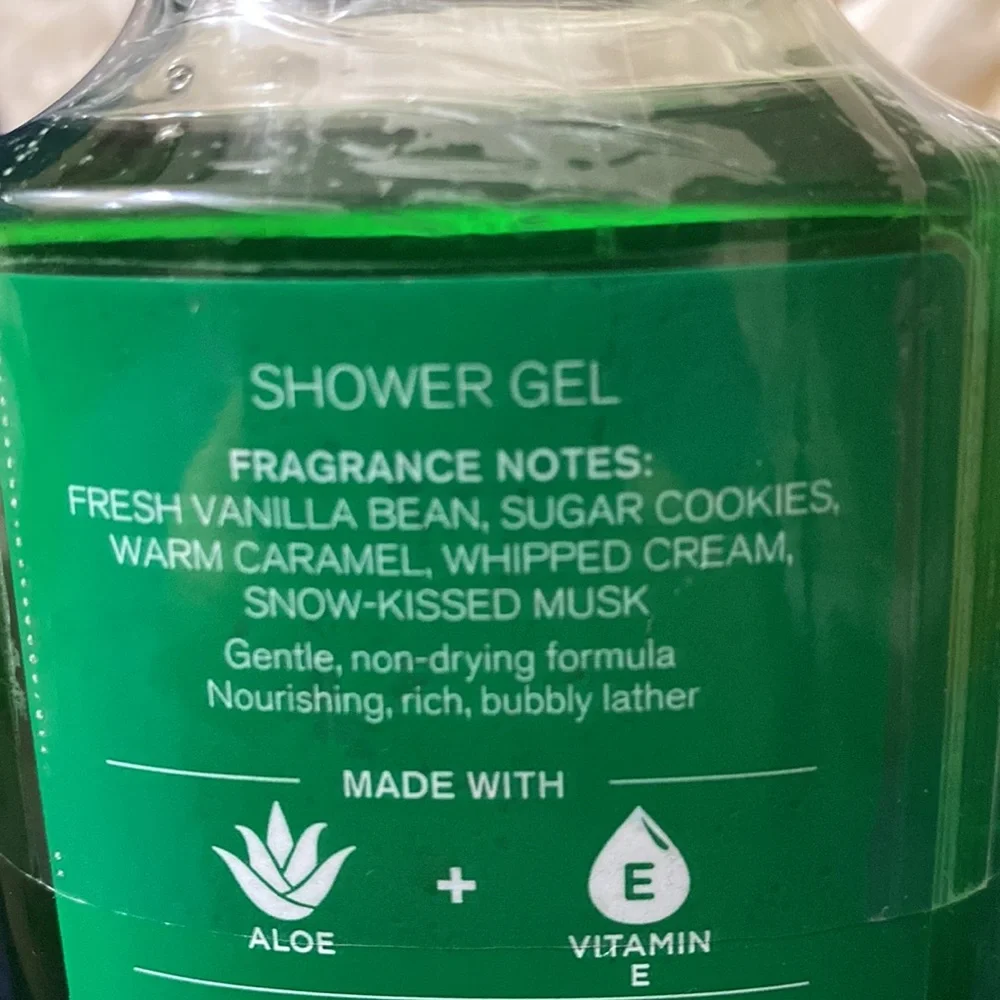 SHOWER GEL
FRAGRANCE NOTES:
FRESH VANILLA BEAN, SUGAR COOKIES,
WARM CARAMEL, WHIPPED CREAM,
SNOW-KISSED MUSK
Gentle, non-drying formula
Nourishing, rich, bubbly lather
MADE WITH
+ E
ALOE VITAMIN
E